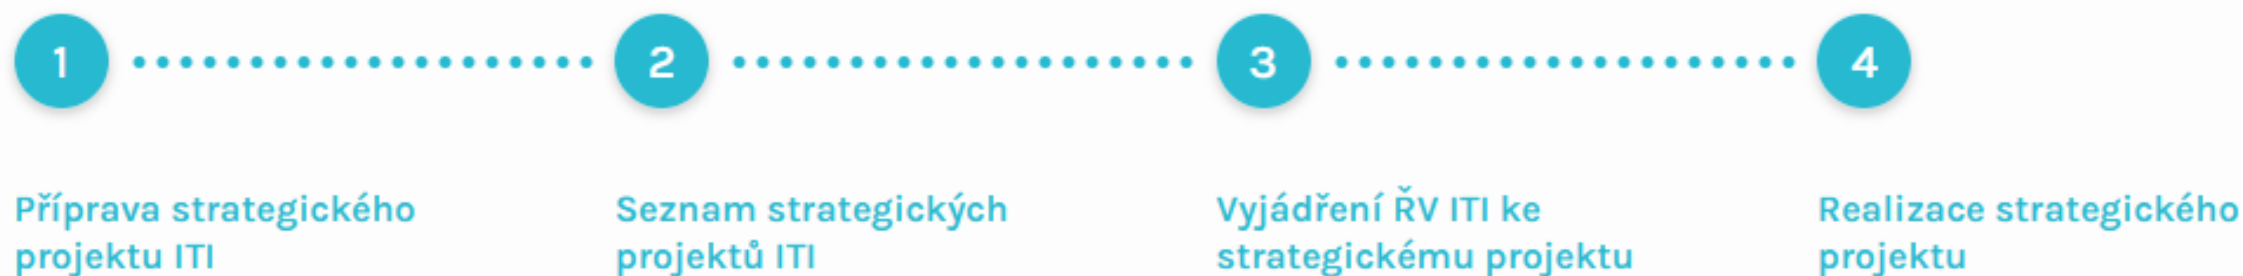 1
2
3
4
Příprava strategického
projektu ITI
Seznam strategických
projektů ITI
Vyjádření ŘV ITI ke
strategickému projektu
Realizace strategického
projektu